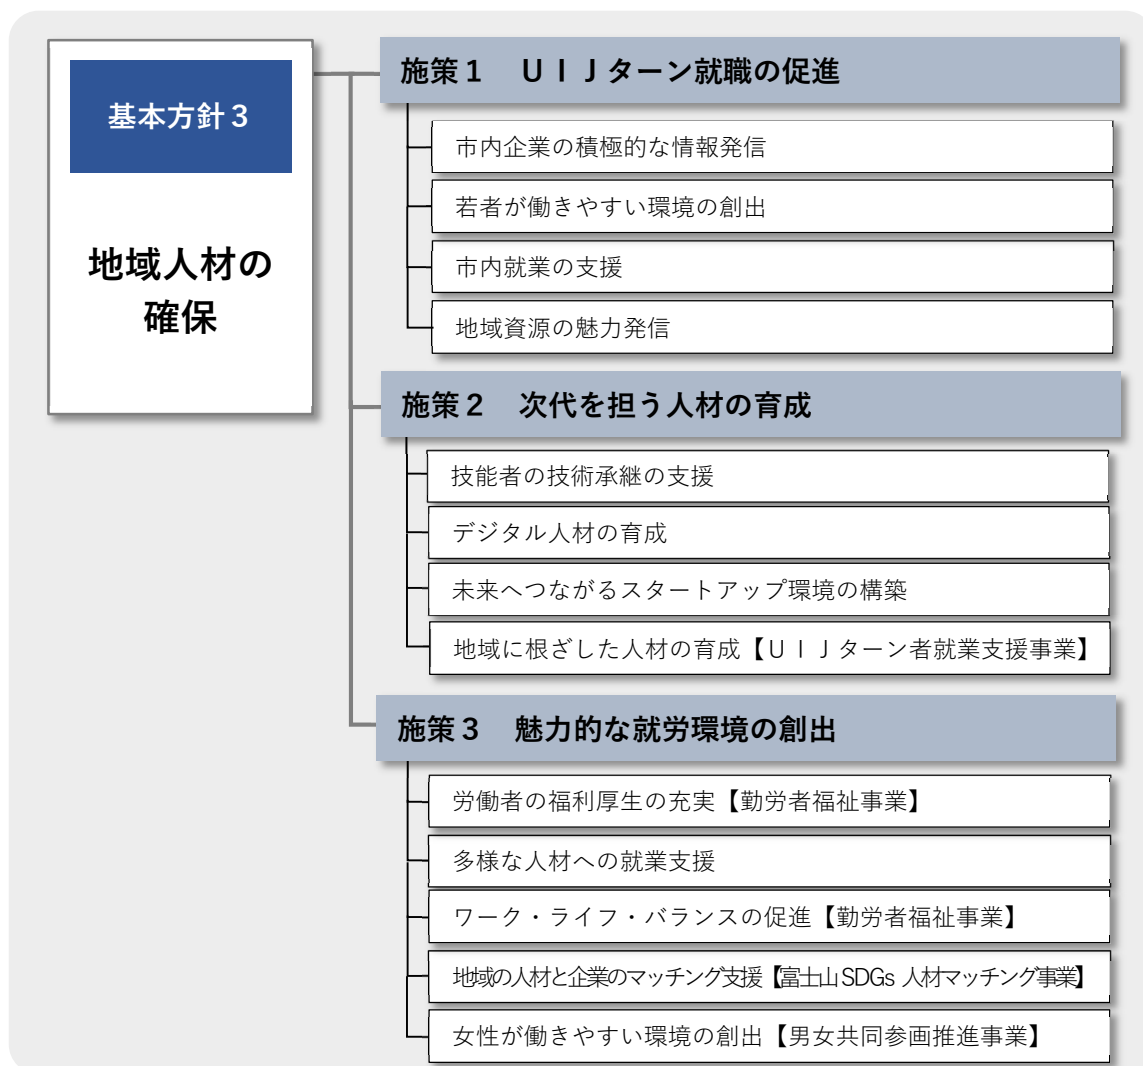 基本方針３
地域人材の
確保
施策１　ＵＩＪターン就職の促進
市内企業の積極的な情報発信
若者が働きやすい環境の創出
市内就業の支援
地域資源の魅力発信
施策２　次代を担う人材の育成
技能者の技術承継の支援
デジタル人材の育成
未来へつながるスタートアップ環境の構築
地域に根ざした人材の育成【ＵＩＪターン者就業支援事業】
施策３　魅力的な就労環境の創出
労働者の福利厚生の充実【勤労者福祉事業】
多様な人材への就業支援
ワーク・ライフ・バランスの促進【勤労者福祉事業】
地域の人材と企業のマッチング支援【富士山SDGs 人材マッチング事業】
女性が働きやすい環境の創出【男女共同参画推進事業】